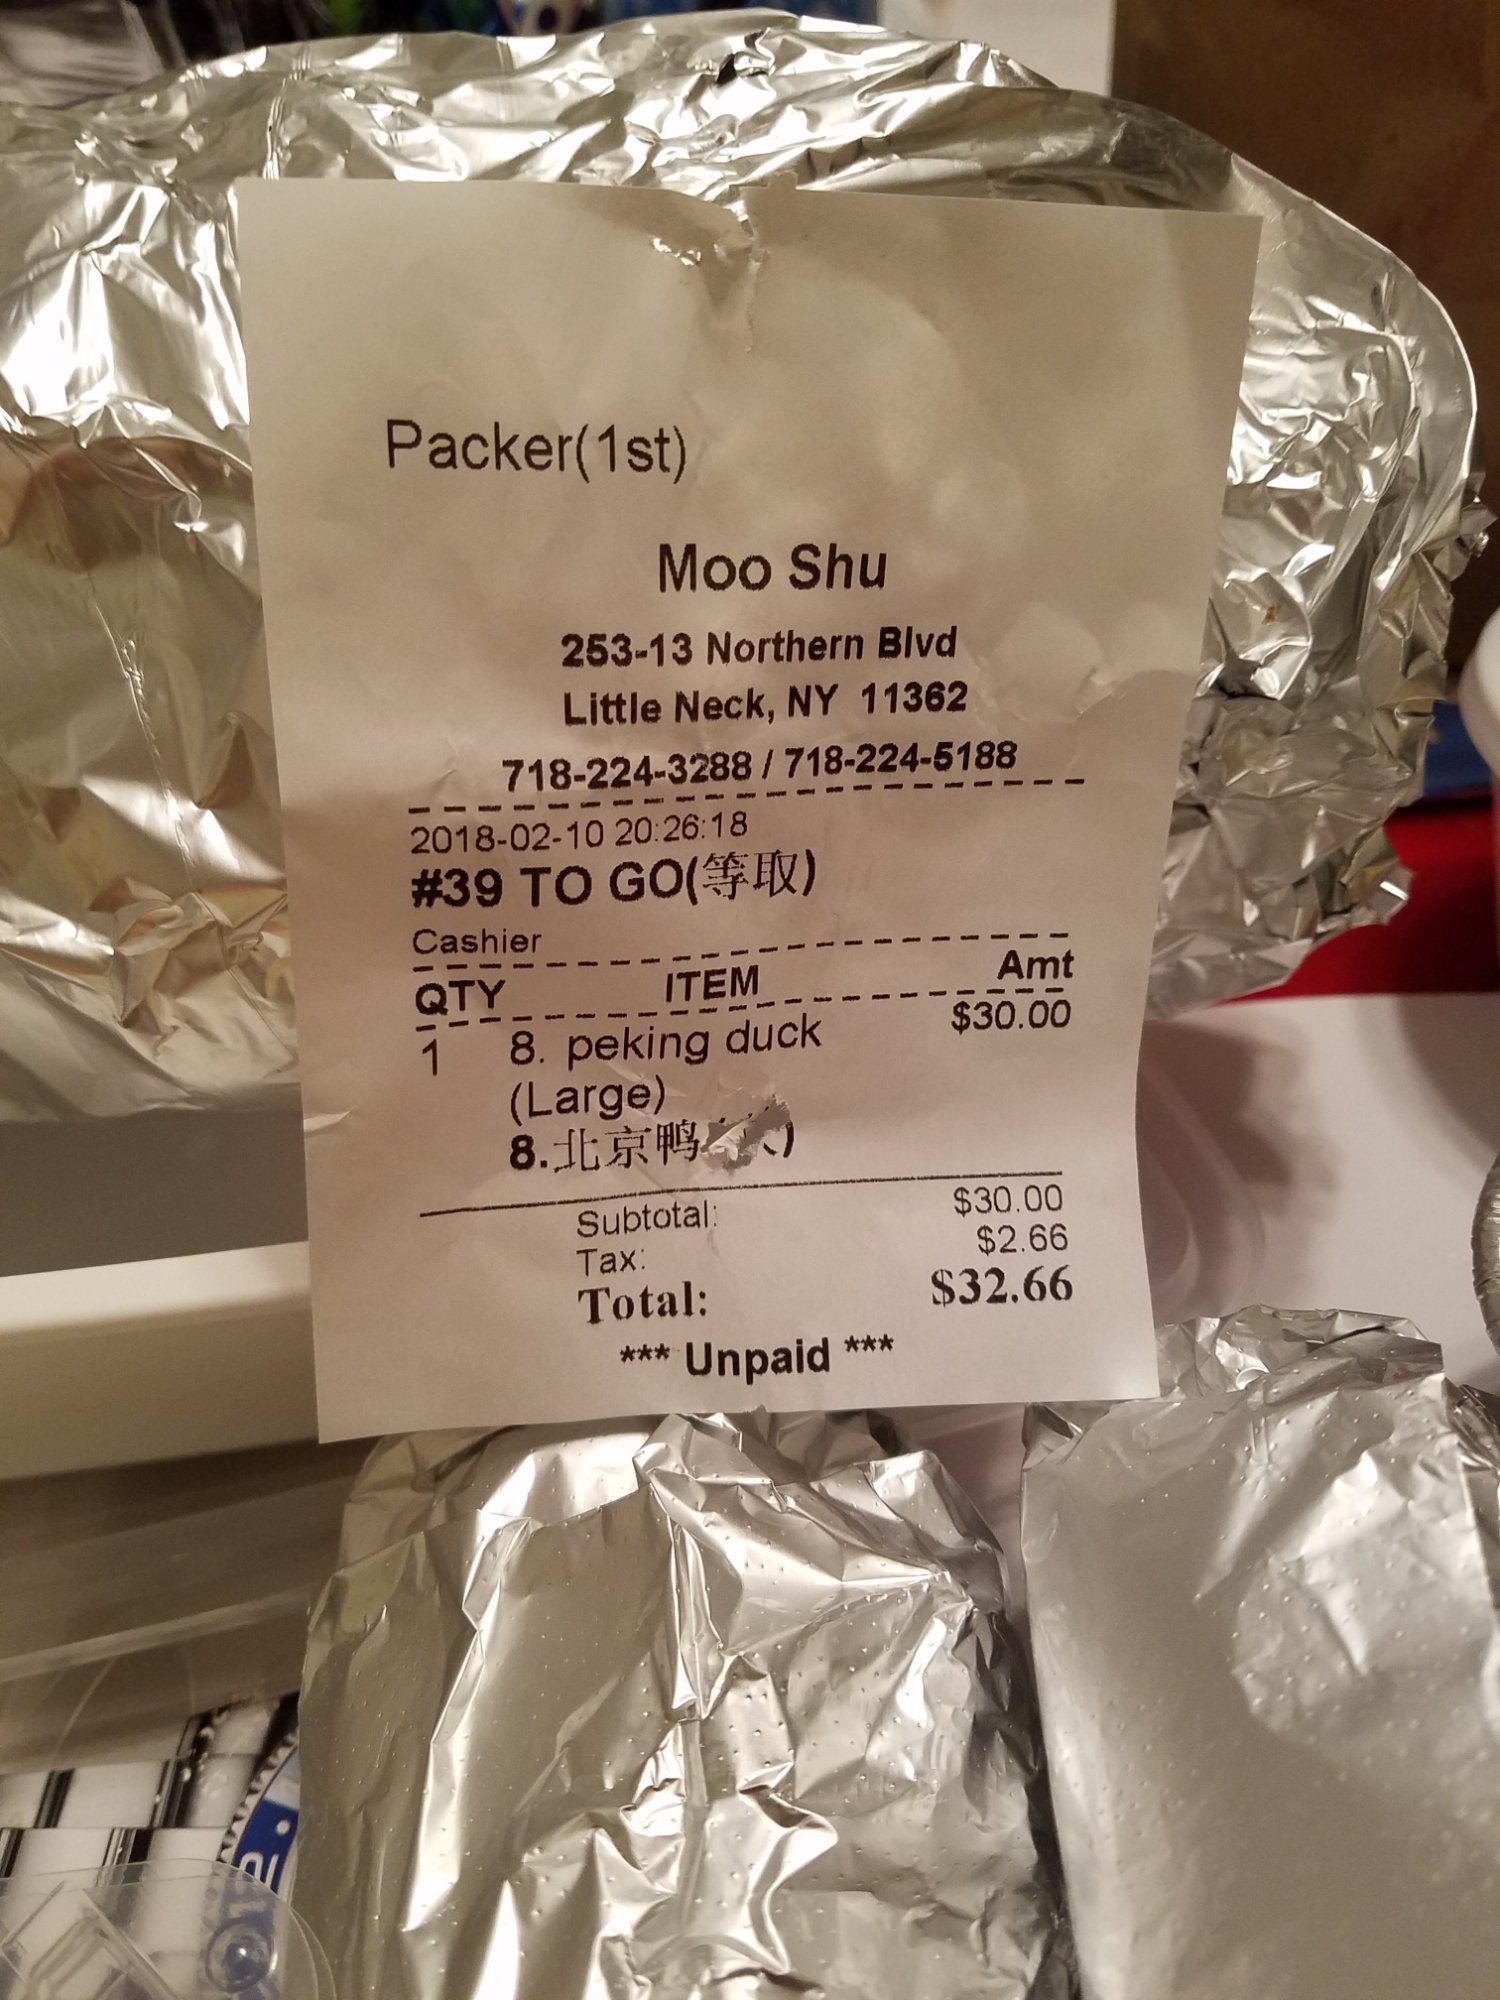 Packer(1st)
Moo Shu
253-13 Northern Blvd
Little Neck, NY 11362
718-224-3288 / 718-224-5188
2018-02-10 20:26:18
#39 TO GO(等取)
Cashier
QTY ITEM Amt
1 8. peking duck $30.00
(Large)
8.北京鸭
Subtotal: $30.00
Tax: $2.66
Total: $32.66
*** Unpaid ***